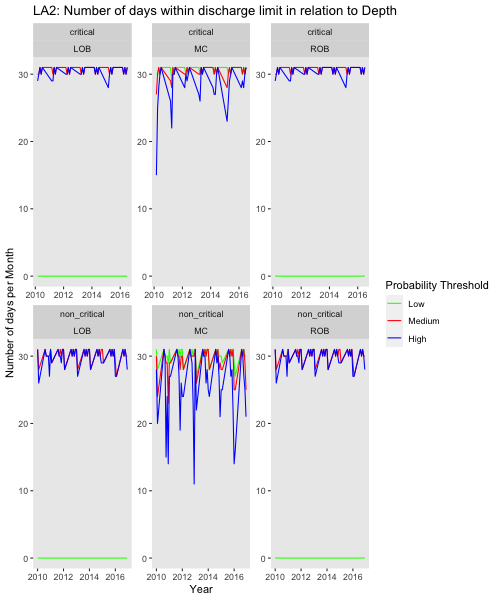 LA2: Number of days within discharge limit in relation to Depth
critical critical critical
LOB MC ROB
30 30 30
20 20 20
10 10 10
0 0 0
2010 2012 2014 2016 2010 2012 2014 2016 2010 2012 2014 2016
non_critical non_critical non_critical
LOB MC ROB
30 30 30
20 20 20
10 10 10
0 0 0
2010 2012 2014 2016 2010 2012 2014 2016 2010 2012 2014 2016
Year
Number of days per Month
Probability Threshold
Low
Medium
High